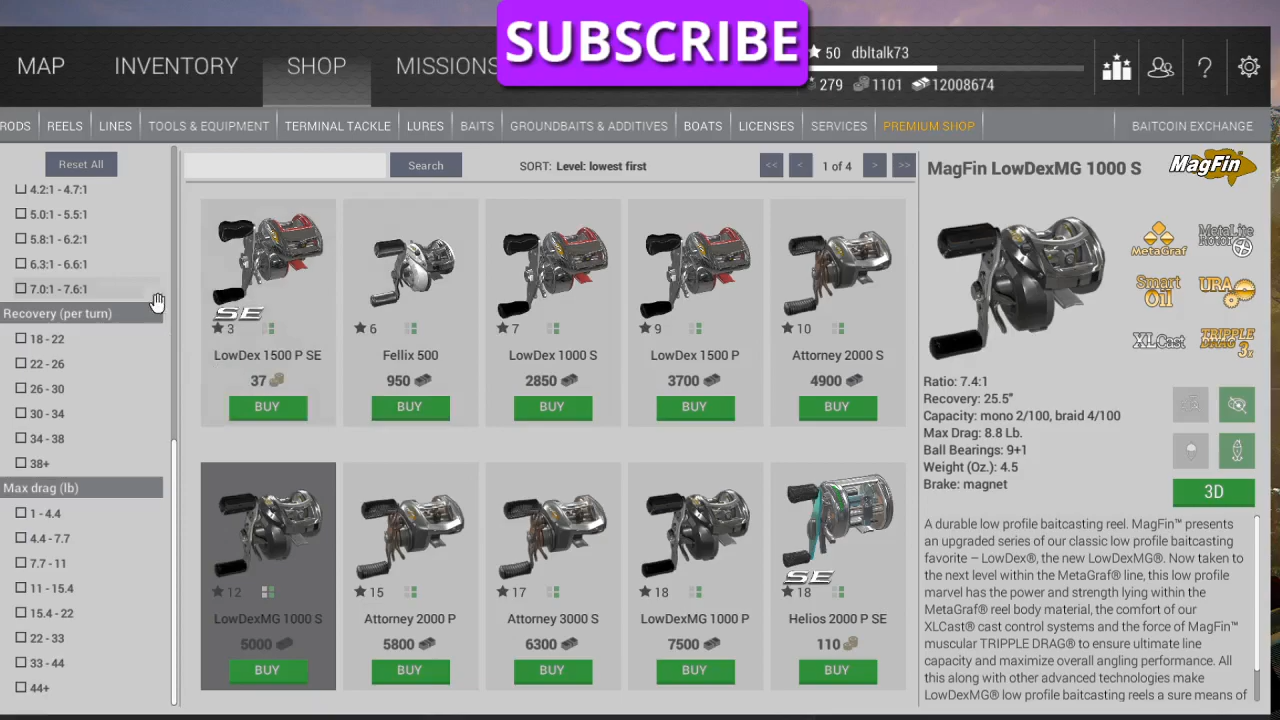 SUBSCRIBE
MAP INVENTORY SHOP MISSIONS
50 dbltalk73
279 1101 12008674
RODS REELS LINES TOOLS & EQUIPMENT TERMINAL TACKLE LURES BAITS GROUNDBAITS & ADDITIVES BOATS LICENSES SERVICES PREMIUM SHOP BAITCOIN EXCHANGE
Reset All
4.2:1 - 4.7:1
5.0:1 - 5.5:1
5.8:1 - 6.2:1
6.3:1 - 6.6:1
7.0:1 - 7.6:1
Recovery (per turn)
18 - 22
22 - 26
26 - 30
30 - 34
34 - 38
38+
Max drag (lb)
1 - 4.4
4.4 - 7.7
7.7 - 11
11 - 15.4
15.4 - 22
22 - 33
33 - 44
44+
Search SORT: Level: lowest first << < 1 of 4 > >>
SE
3 6 7 9 10
LowDex 1500 P SE Fellix 500 LowDex 1000 S LowDex 1500 P Attorney 2000 S
37 950 2850 3700 4900
BUY BUY BUY BUY BUY
SE
12 15 17 18 18
LowDexMG 1000 S Attorney 2000 P Attorney 3000 S LowDexMG 1000 P Helios 2000 P SE
5000 5800 6300 7500 110
BUY BUY BUY BUY BUY
MagFin LowDexMG 1000 S MagFin
MetaGraf MetaLite Rotor
Smart Oil URA
XLCast TRIPPLE DRAG 3x
Ratio: 7.4:1
Recovery: 25.5"
Capacity: mono 2/100, braid 4/100
Max Drag: 8.8 Lb.
Ball Bearings: 9+1
Weight (Oz.): 4.5
Brake: magnet
3D
A durable low profile baitcasting reel. MagFin™ presents
an upgraded series of our classic low profile baitcasting
favorite – LowDex®, the new LowDexMG®. Now taken to
the next level within the MetaGraf® line, this low profile
marvel has the power and strength lying within the
MetaGraf® reel body material, the comfort of our
XLCast® cast control systems and the force of MagFin™
muscular TRIPPLE DRAG® to ensure ultimate line
capacity and maximize overall angling performance. All
this along with other advanced technologies make
LowDexMG® low profile baitcasting reels a sure means of